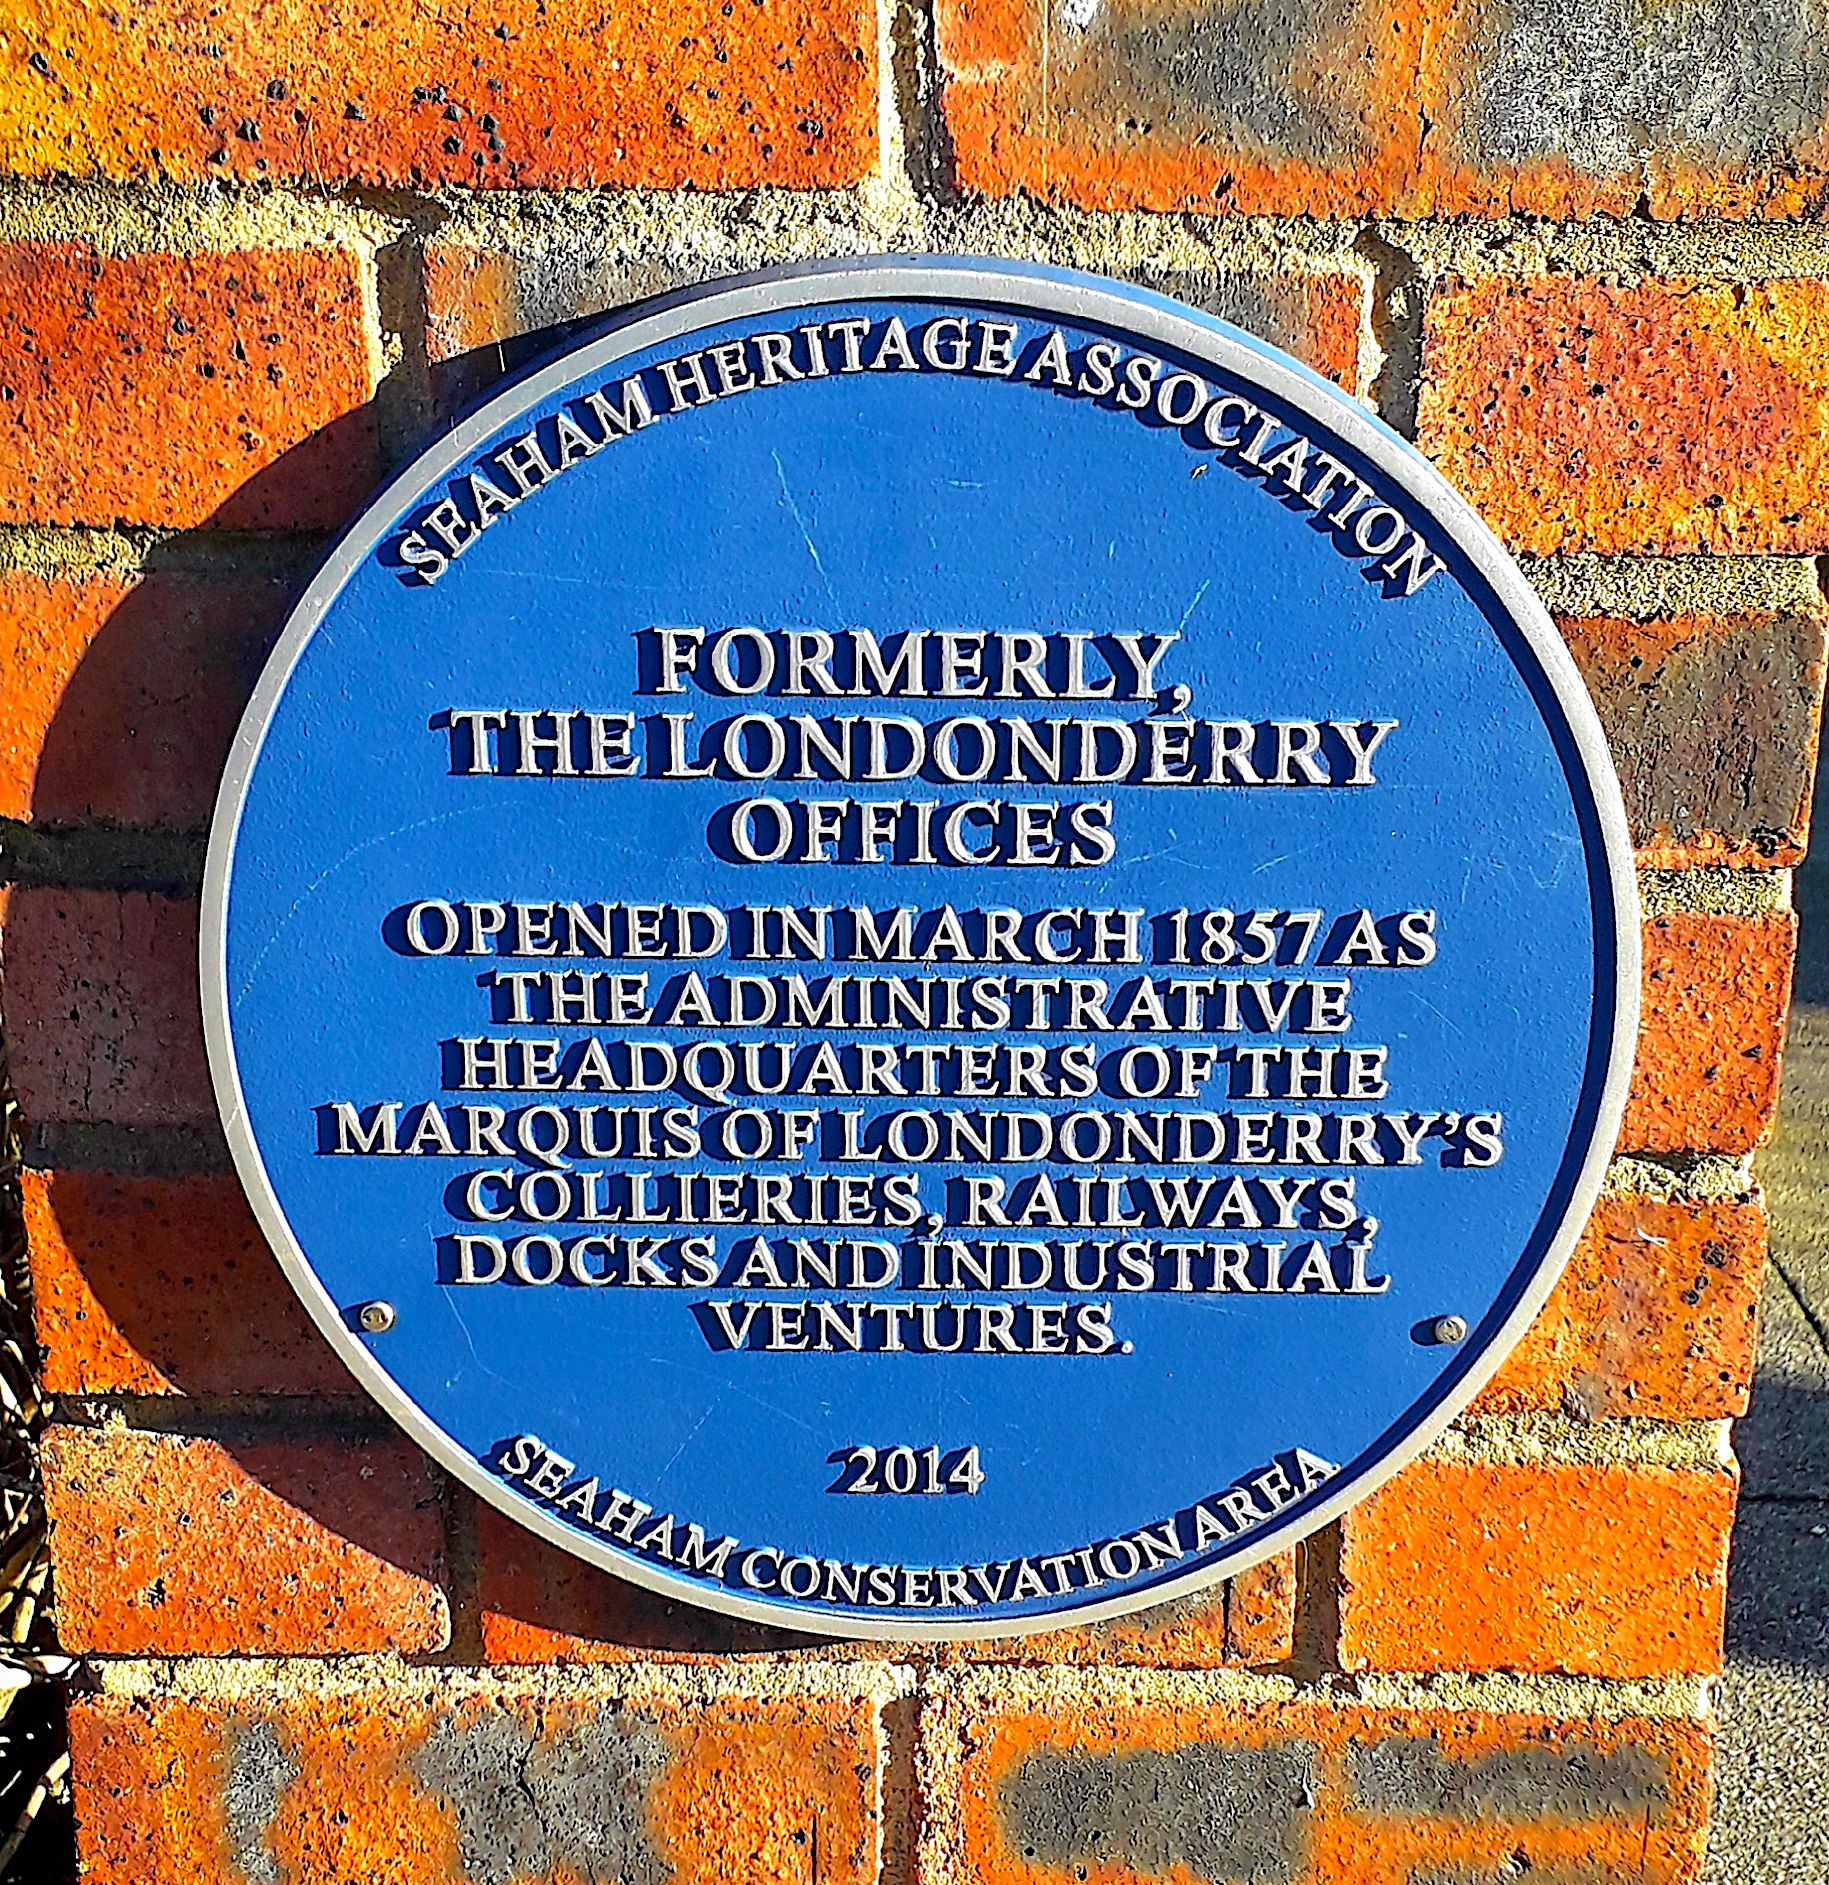 SEAHAM HERITAGE ASSOCIATION
FORMERLY,
THE LONDONDERRY
OFFICES
OPENED IN MARCH 1857 AS
THE ADMINISTRATIVE
HEADQUARTERS OF THE
MARQUIS OF LONDONDERRY'S
COLLIERIES, RAILWAYS,
DOCKS AND INDUSTRIAL
VENTURES.
2014
SEAHAM CONSERVATION AREA